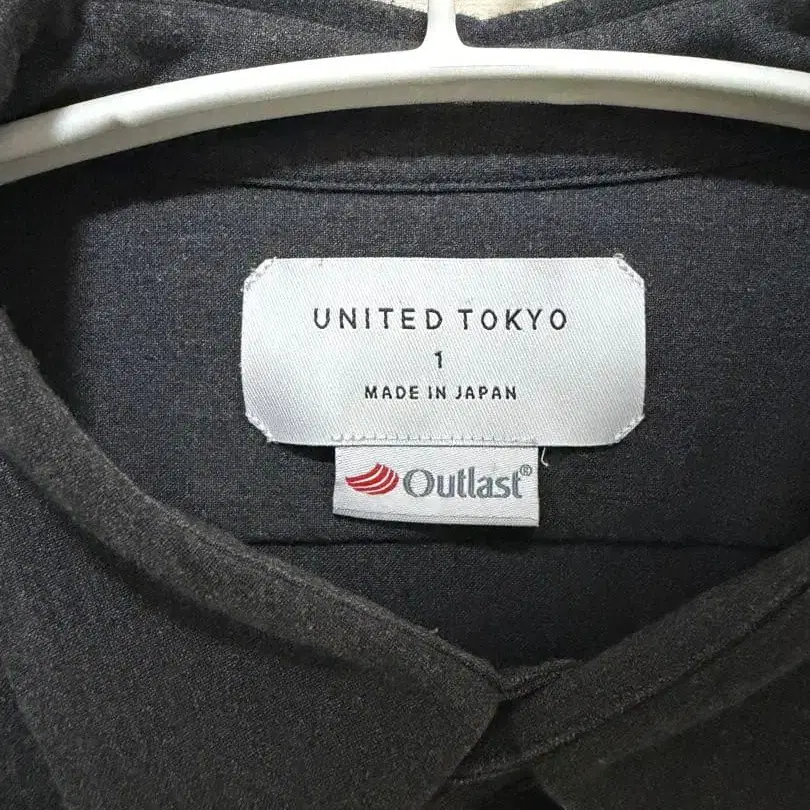 UNITED TOKYO
1
MADE IN JAPAN
Outlast®